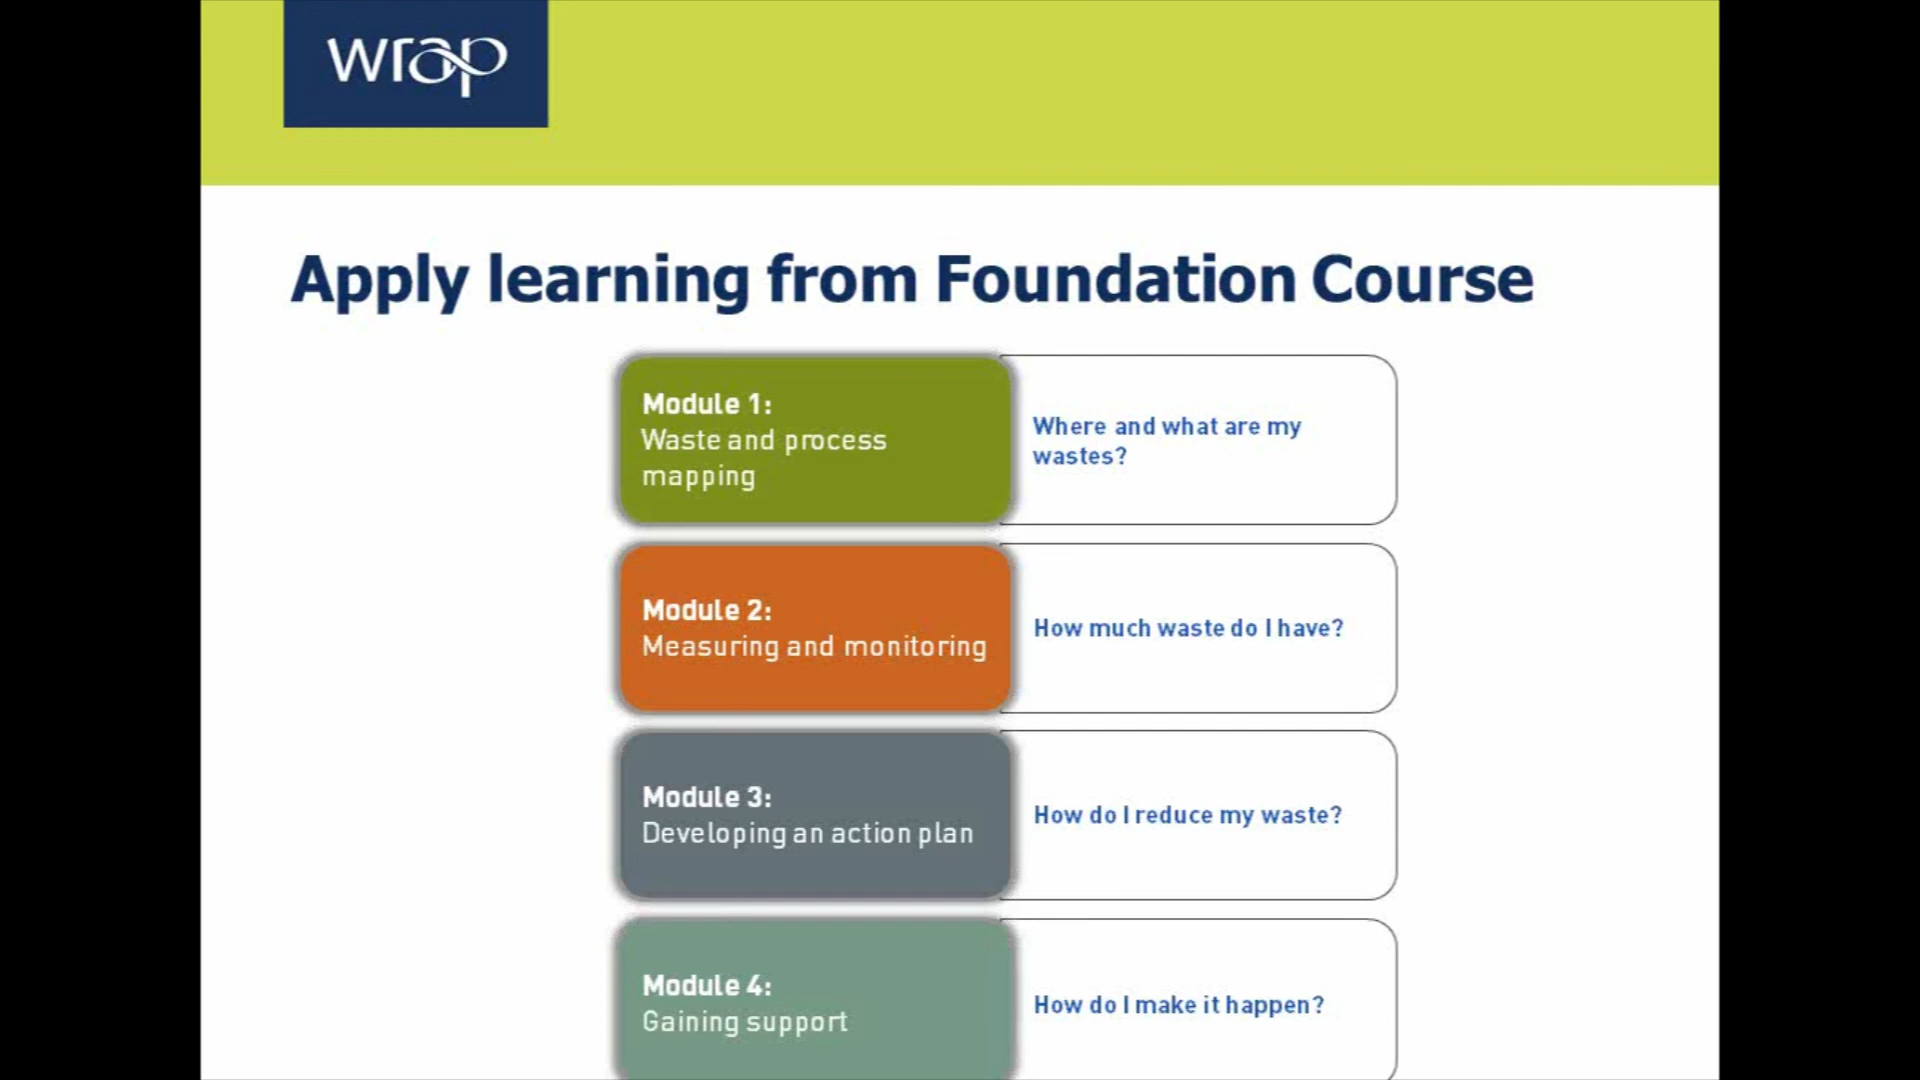 wrap
Apply learning from Foundation Course
Module 1:
Waste and process
mapping
Where and what are my
wastes?
Module 2:
Measuring and monitoring
How much waste do I have?
Module 3:
Developing an action plan
How do I reduce my waste?
Module 4:
Gaining support
How do I make it happen?